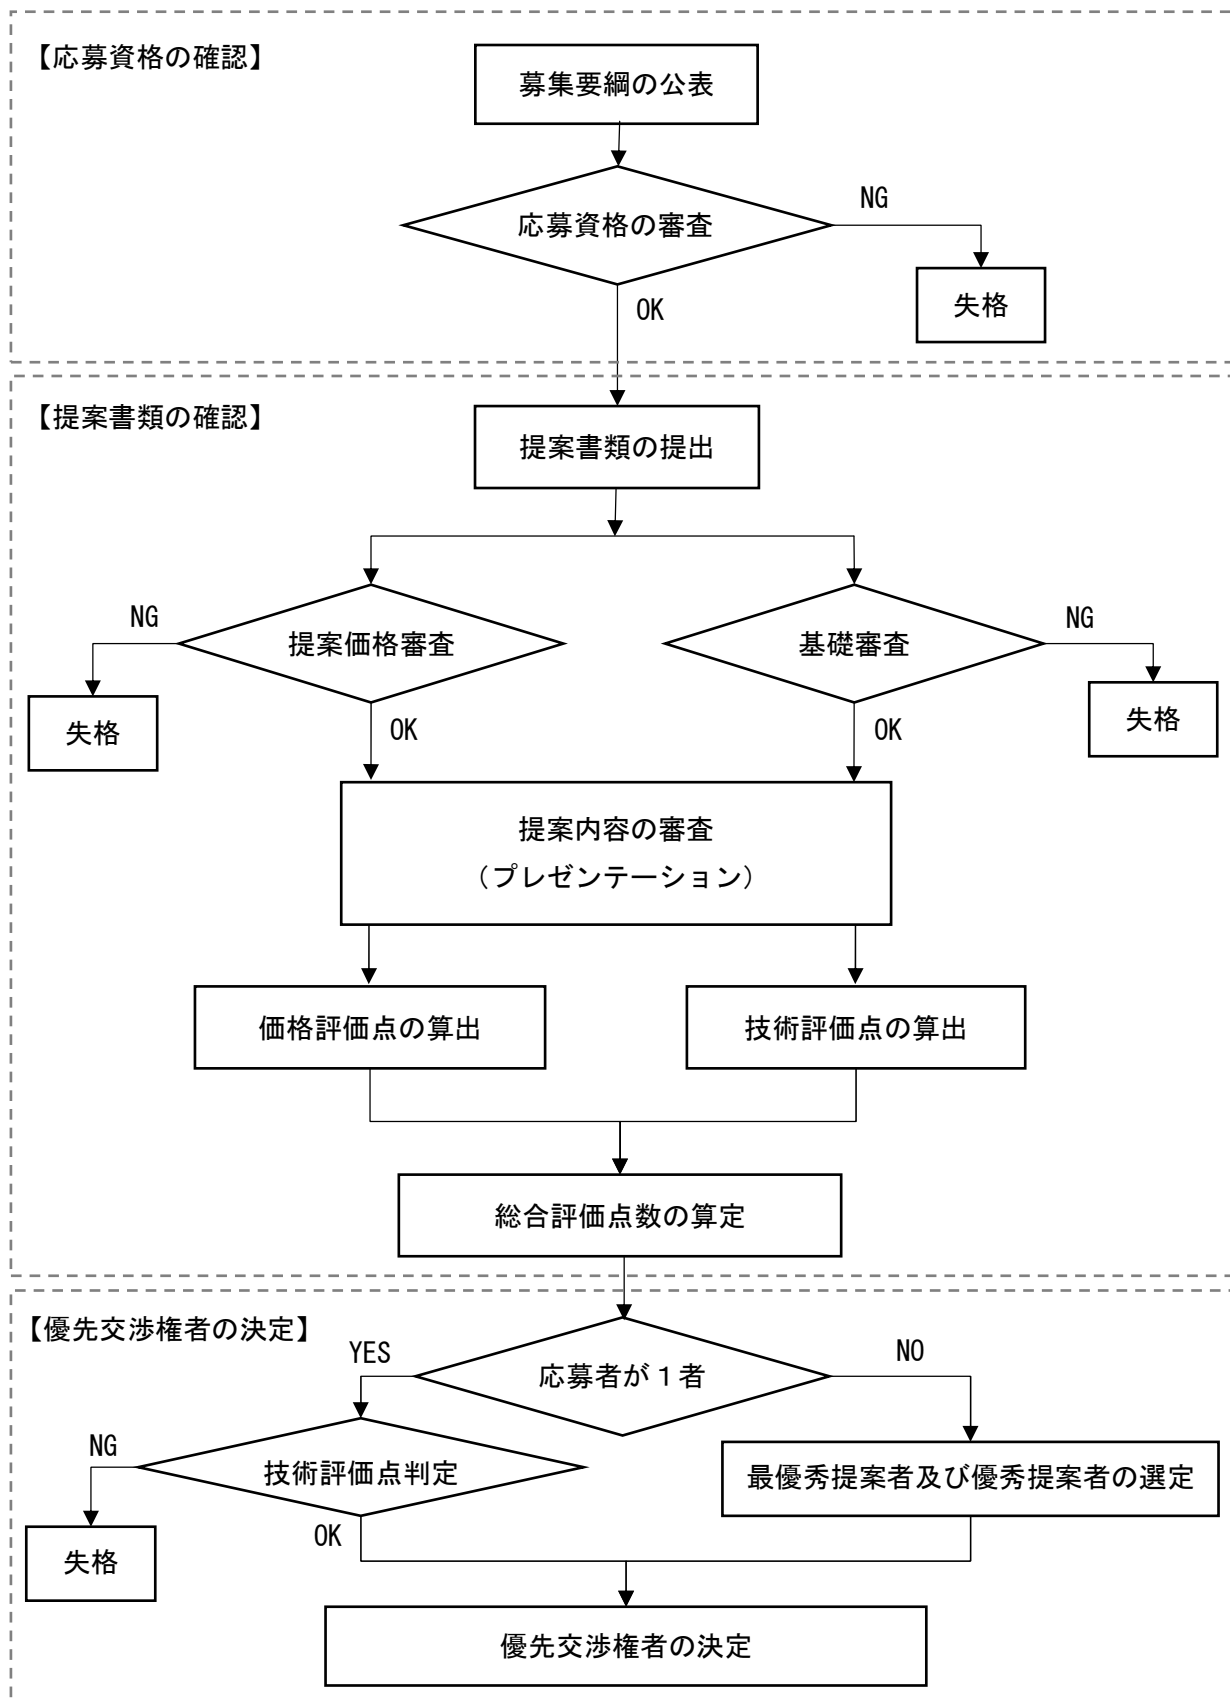 【応募資格の確認】
募集要綱の公表
応募資格の審査
NG
失格
OK
【提案書類の確認】
提案書類の提出
NG
提案価格審査
基礎審査
NG
失格
OK
OK
失格
提案内容の審査
（プレゼンテーション）
価格評価点の算出
技術評価点の算出
総合評価点数の算定
【優先交渉権者の決定】
YES
応募者が１者
NO
NG
技術評価点判定
最優秀提案者及び優秀提案者の選定
OK
失格
優先交渉権者の決定